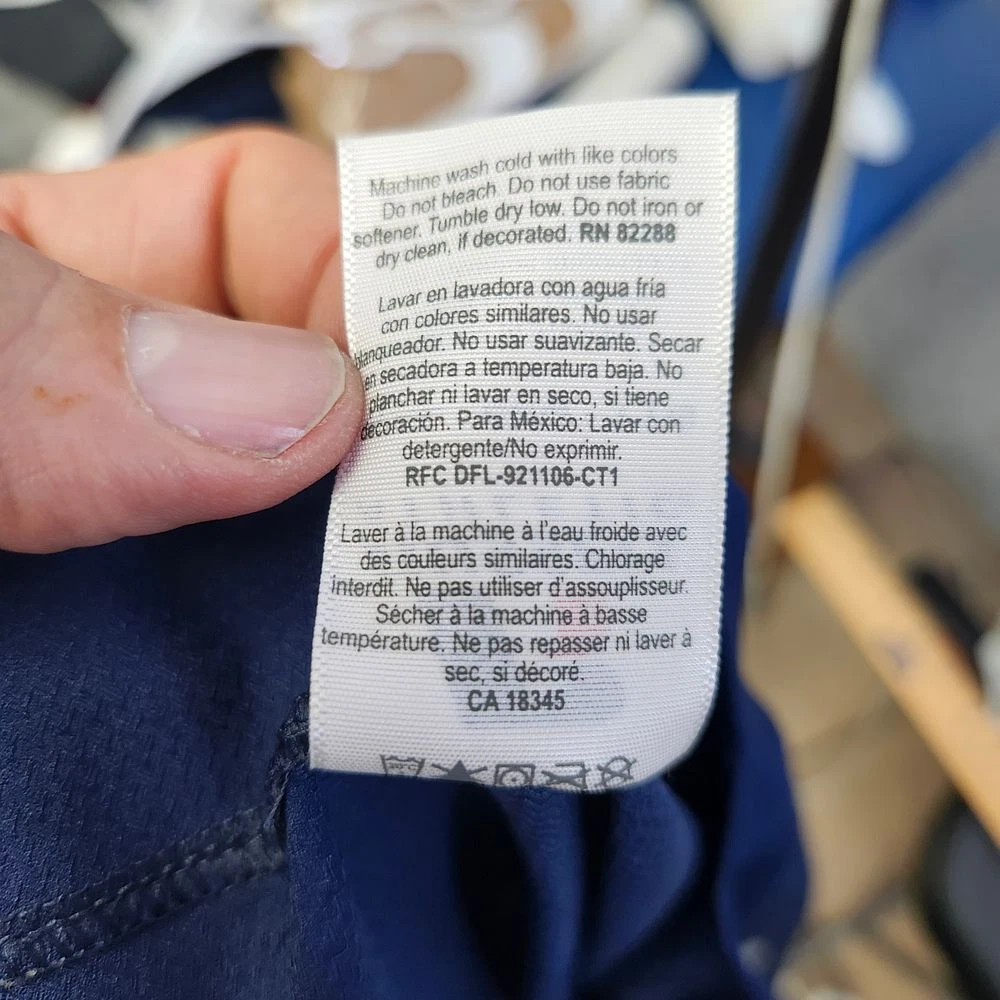 Machine wash cold with like colors
Do not bleach. Do not use fabric
softener. Tumble dry low. Do not iron or
dry clean, if decorated. RN 82288
Lavar en lavadora con agua fria
con colores similares. No usar
blanqueador. No usar suavizante. Secar
en secadora a temperatura baja. No
planchar ni lavar en seco, si tiene
decoración. Para México: Lavar con
detergente/No exprimir.
RFC DFL-921106-CT1
Laver à la machine à l'eau froide avec
des couleurs similaires. Chlorage
interdit. Ne pas utiliser d'assouplisseur.
Sécher à la machine à basse
température. Ne pas repasser ni laver à
sec, si décoré.
CA 18345